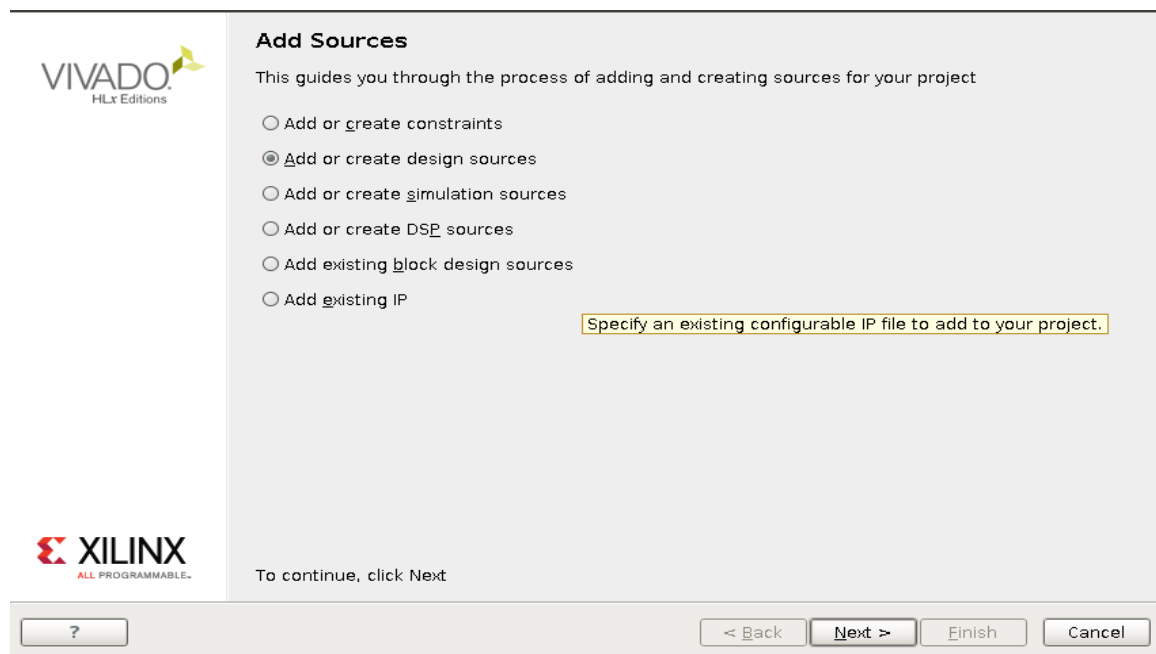 VIVADO.
HLx Editions
Add Sources
This guides you through the process of adding and creating sources for your project
Add or create constraints
Add or create design sources
Add or create simulation sources
Add or create DSP sources
Add existing block design sources
Add existing IP
Specify an existing configurable IP file to add to your project.
XILINX
ALL PROGRAMMABLE.
To continue, click Next
?
< Back
Next >
Finish
Cancel